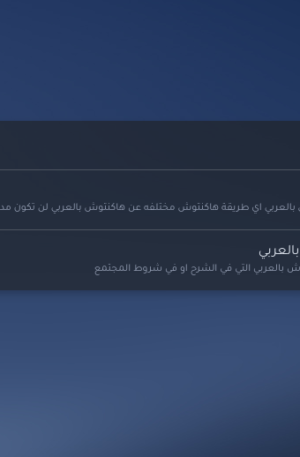 بالعربي اي طريقة هاكنتوش مختلفه عن هاكنتوش بالعربي لن تكون
بالعربي
بالعربي التي في الشرح او في شروط المجتمع